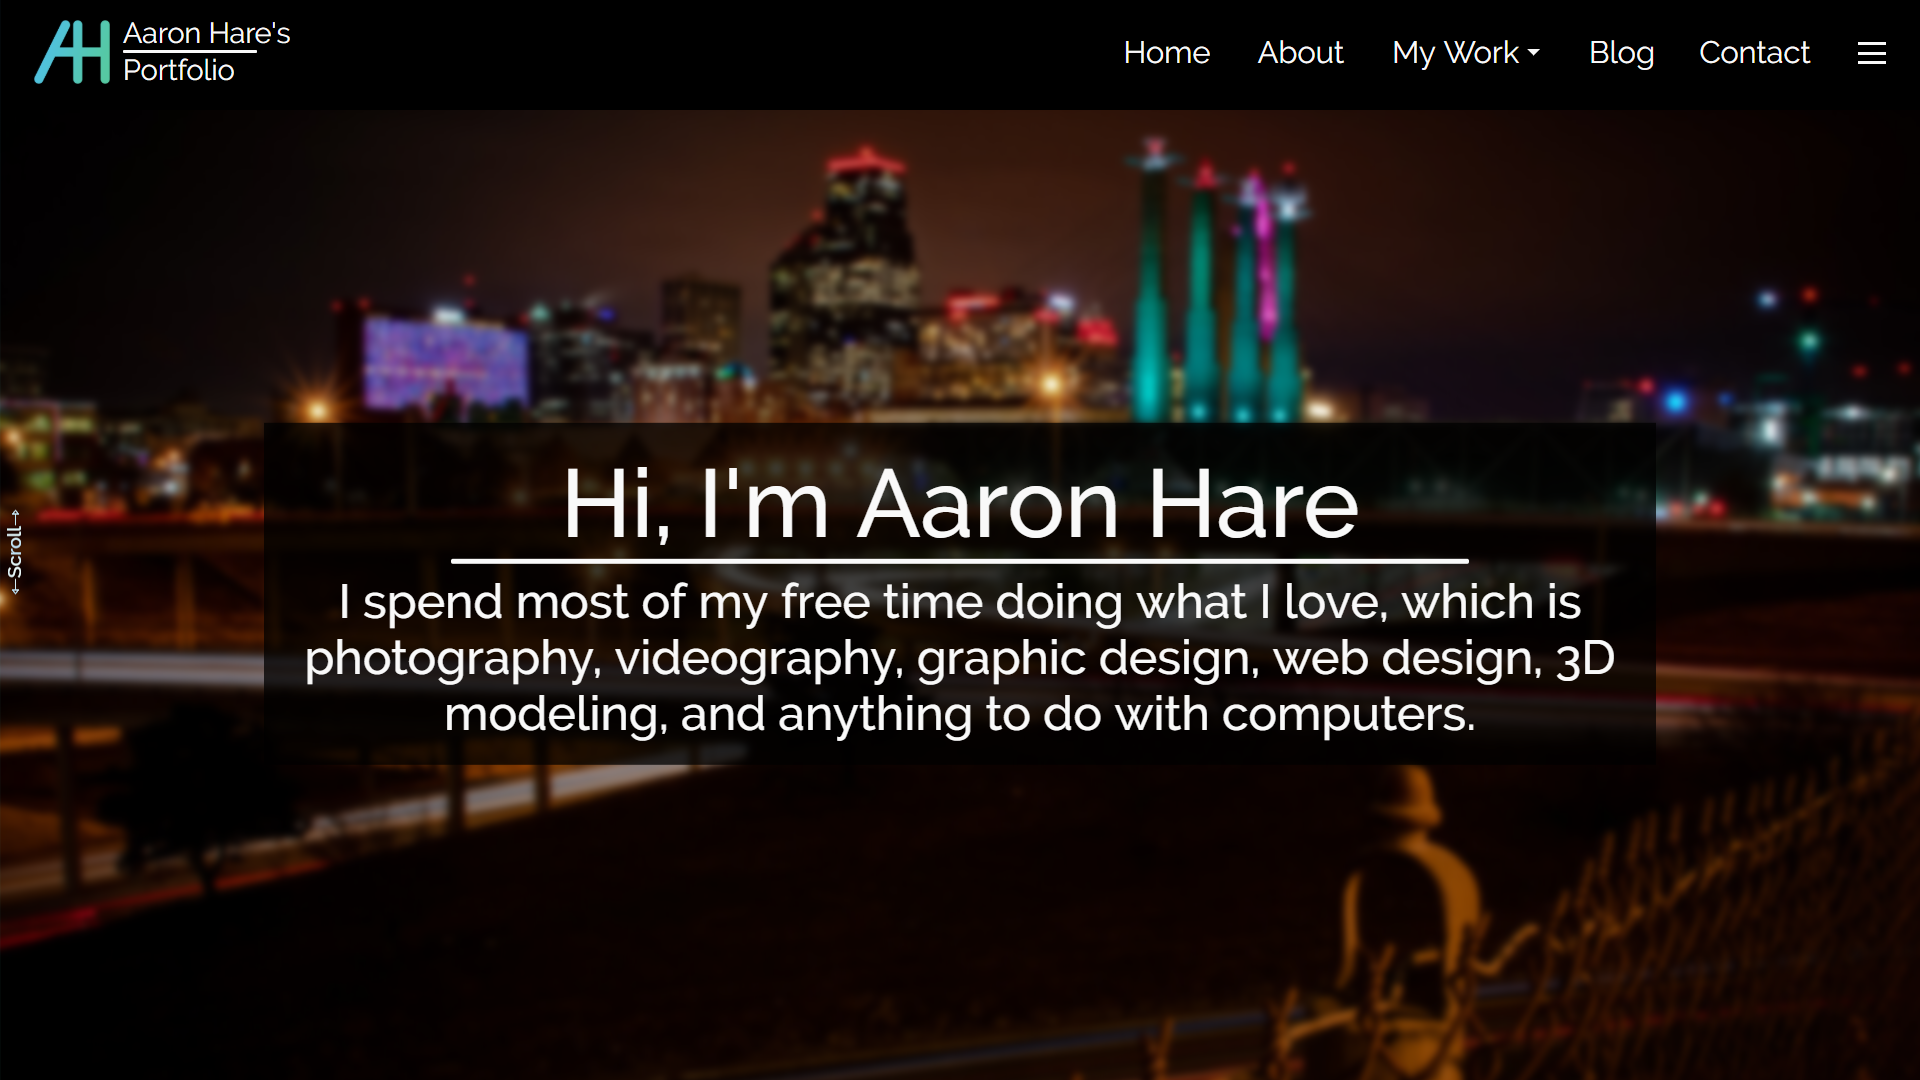 AH
Aaron Hare's
Portfolio
Home
About
My Work
Blog
Contact
Hi, I'm Aaron Hare
I spend most of my free time doing what I love, which is
photography, videography, graphic design, web design, 3D
modeling, and anything to do with computers.
←Scroll→